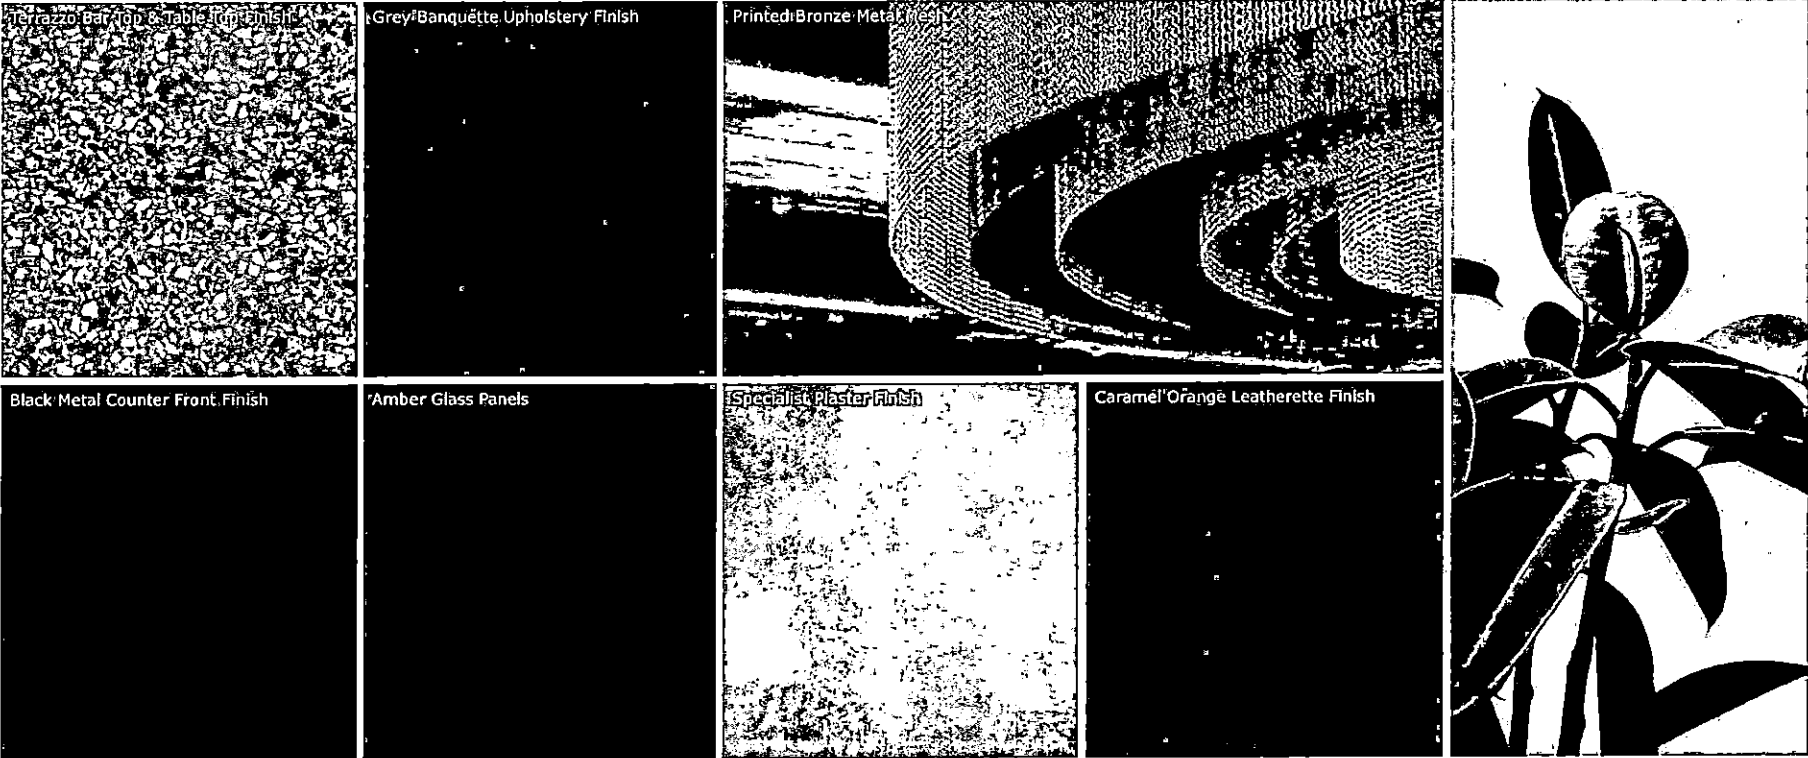 Terrazzo Bar Top & Table Top Finish
Grey Banquette Upholstery Finish
Printed Bronze Metal Mesh
Black Metal Counter Front Finish
Amber Glass Panels
Specialist Plaster Finish
Caramel Orange Leatherette Finish